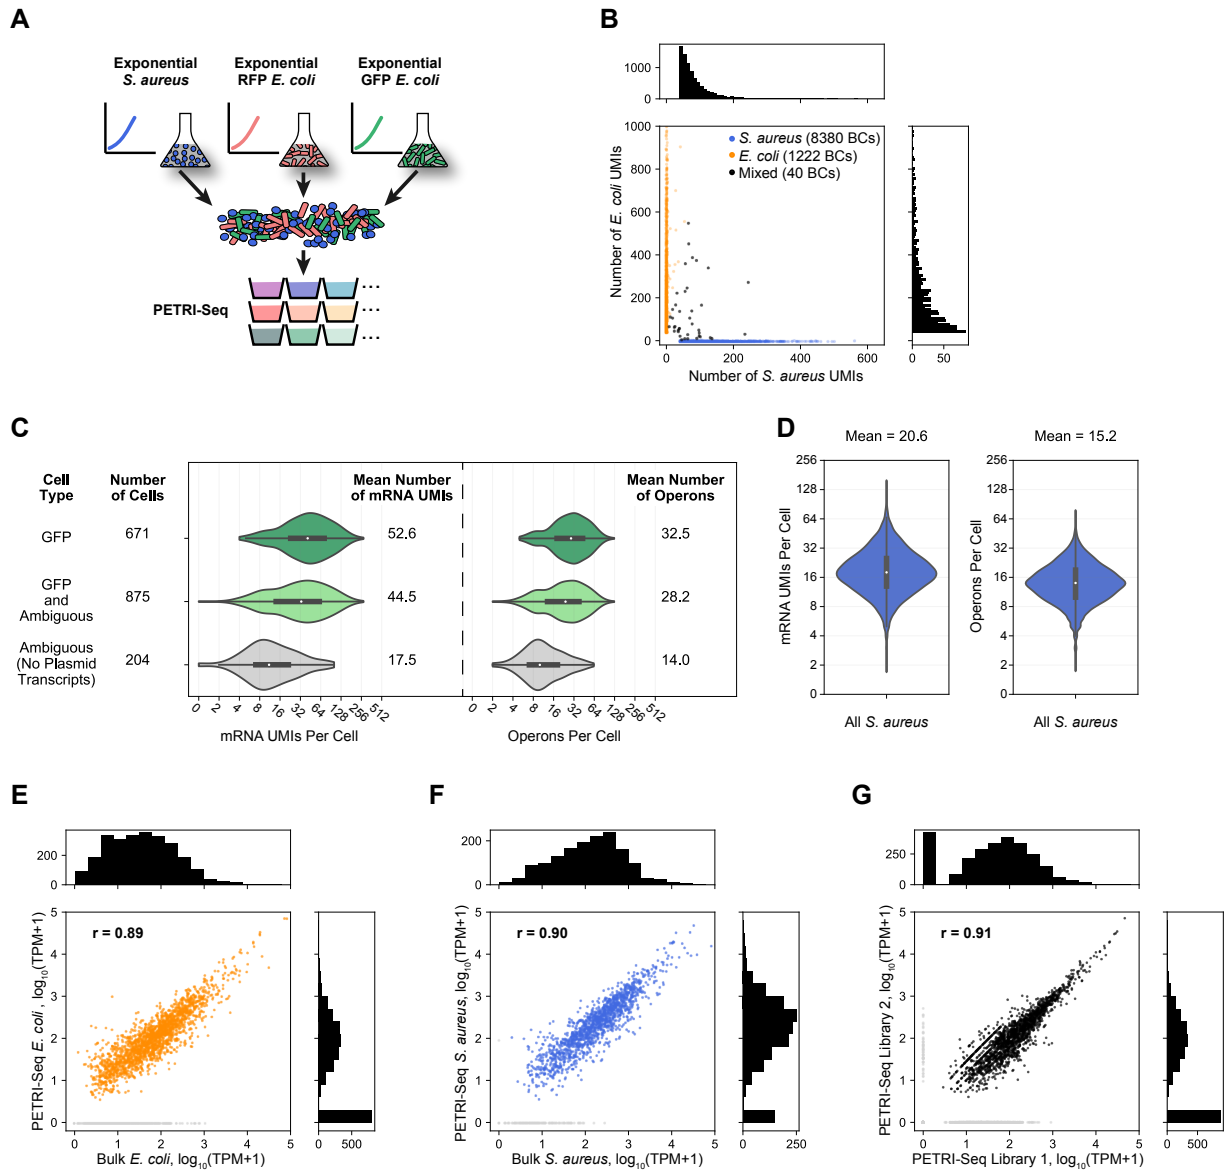 A
Exponential
S. aureus
Exponential
RFP E. coli
Exponential
GFP E. coli
PETRI-Seq
...
...
...
B
1000
0
1000
800
600
400
200
0
Number of E. coli UMIs
S. aureus (8380 BCs)
E. coli (1222 BCs)
Mixed (40 BCs)
0 200 400 600
Number of S. aureus UMIs
0 50
C
Cell
Type
Number
of Cells
Mean Number
of mRNA UMIs
Mean Number
of Operons
GFP
671
52.6
32.5
GFP
and
Ambiguous
875
44.5
28.2
Ambiguous
(No Plasmid
Transcripts)
204
17.5
14.0
0 2 4 8 16 32 64 128 256 512
mRNA UMIs Per Cell
0 2 4 8 16 32 64 128 256 512
Operons Per Cell
D
Mean = 20.6
256
128
64
32
16
8
4
2
0
mRNA UMIs Per Cell
All S. aureus
Mean = 15.2
256
128
64
32
16
8
4
2
0
Operons Per Cell
All S. aureus
E
200
0
r = 0.89
5
4
3
2
1
0
PETRI-Seq E. coli, log10(TPM+1)
0 1 2 3 4 5
Bulk E. coli, log10(TPM+1)
0 500
F
200
0
r = 0.90
5
4
3
2
1
0
PETRI-Seq S. aureus, log10(TPM+1)
0 1 2 3 4 5
Bulk S. aureus, log10(TPM+1)
0 250
G
250
0
r = 0.91
5
4
3
2
1
0
PETRI-Seq Library 2, log10(TPM+1)
0 1 2 3 4 5
PETRI-Seq Library 1, log10(TPM+1)
0 500